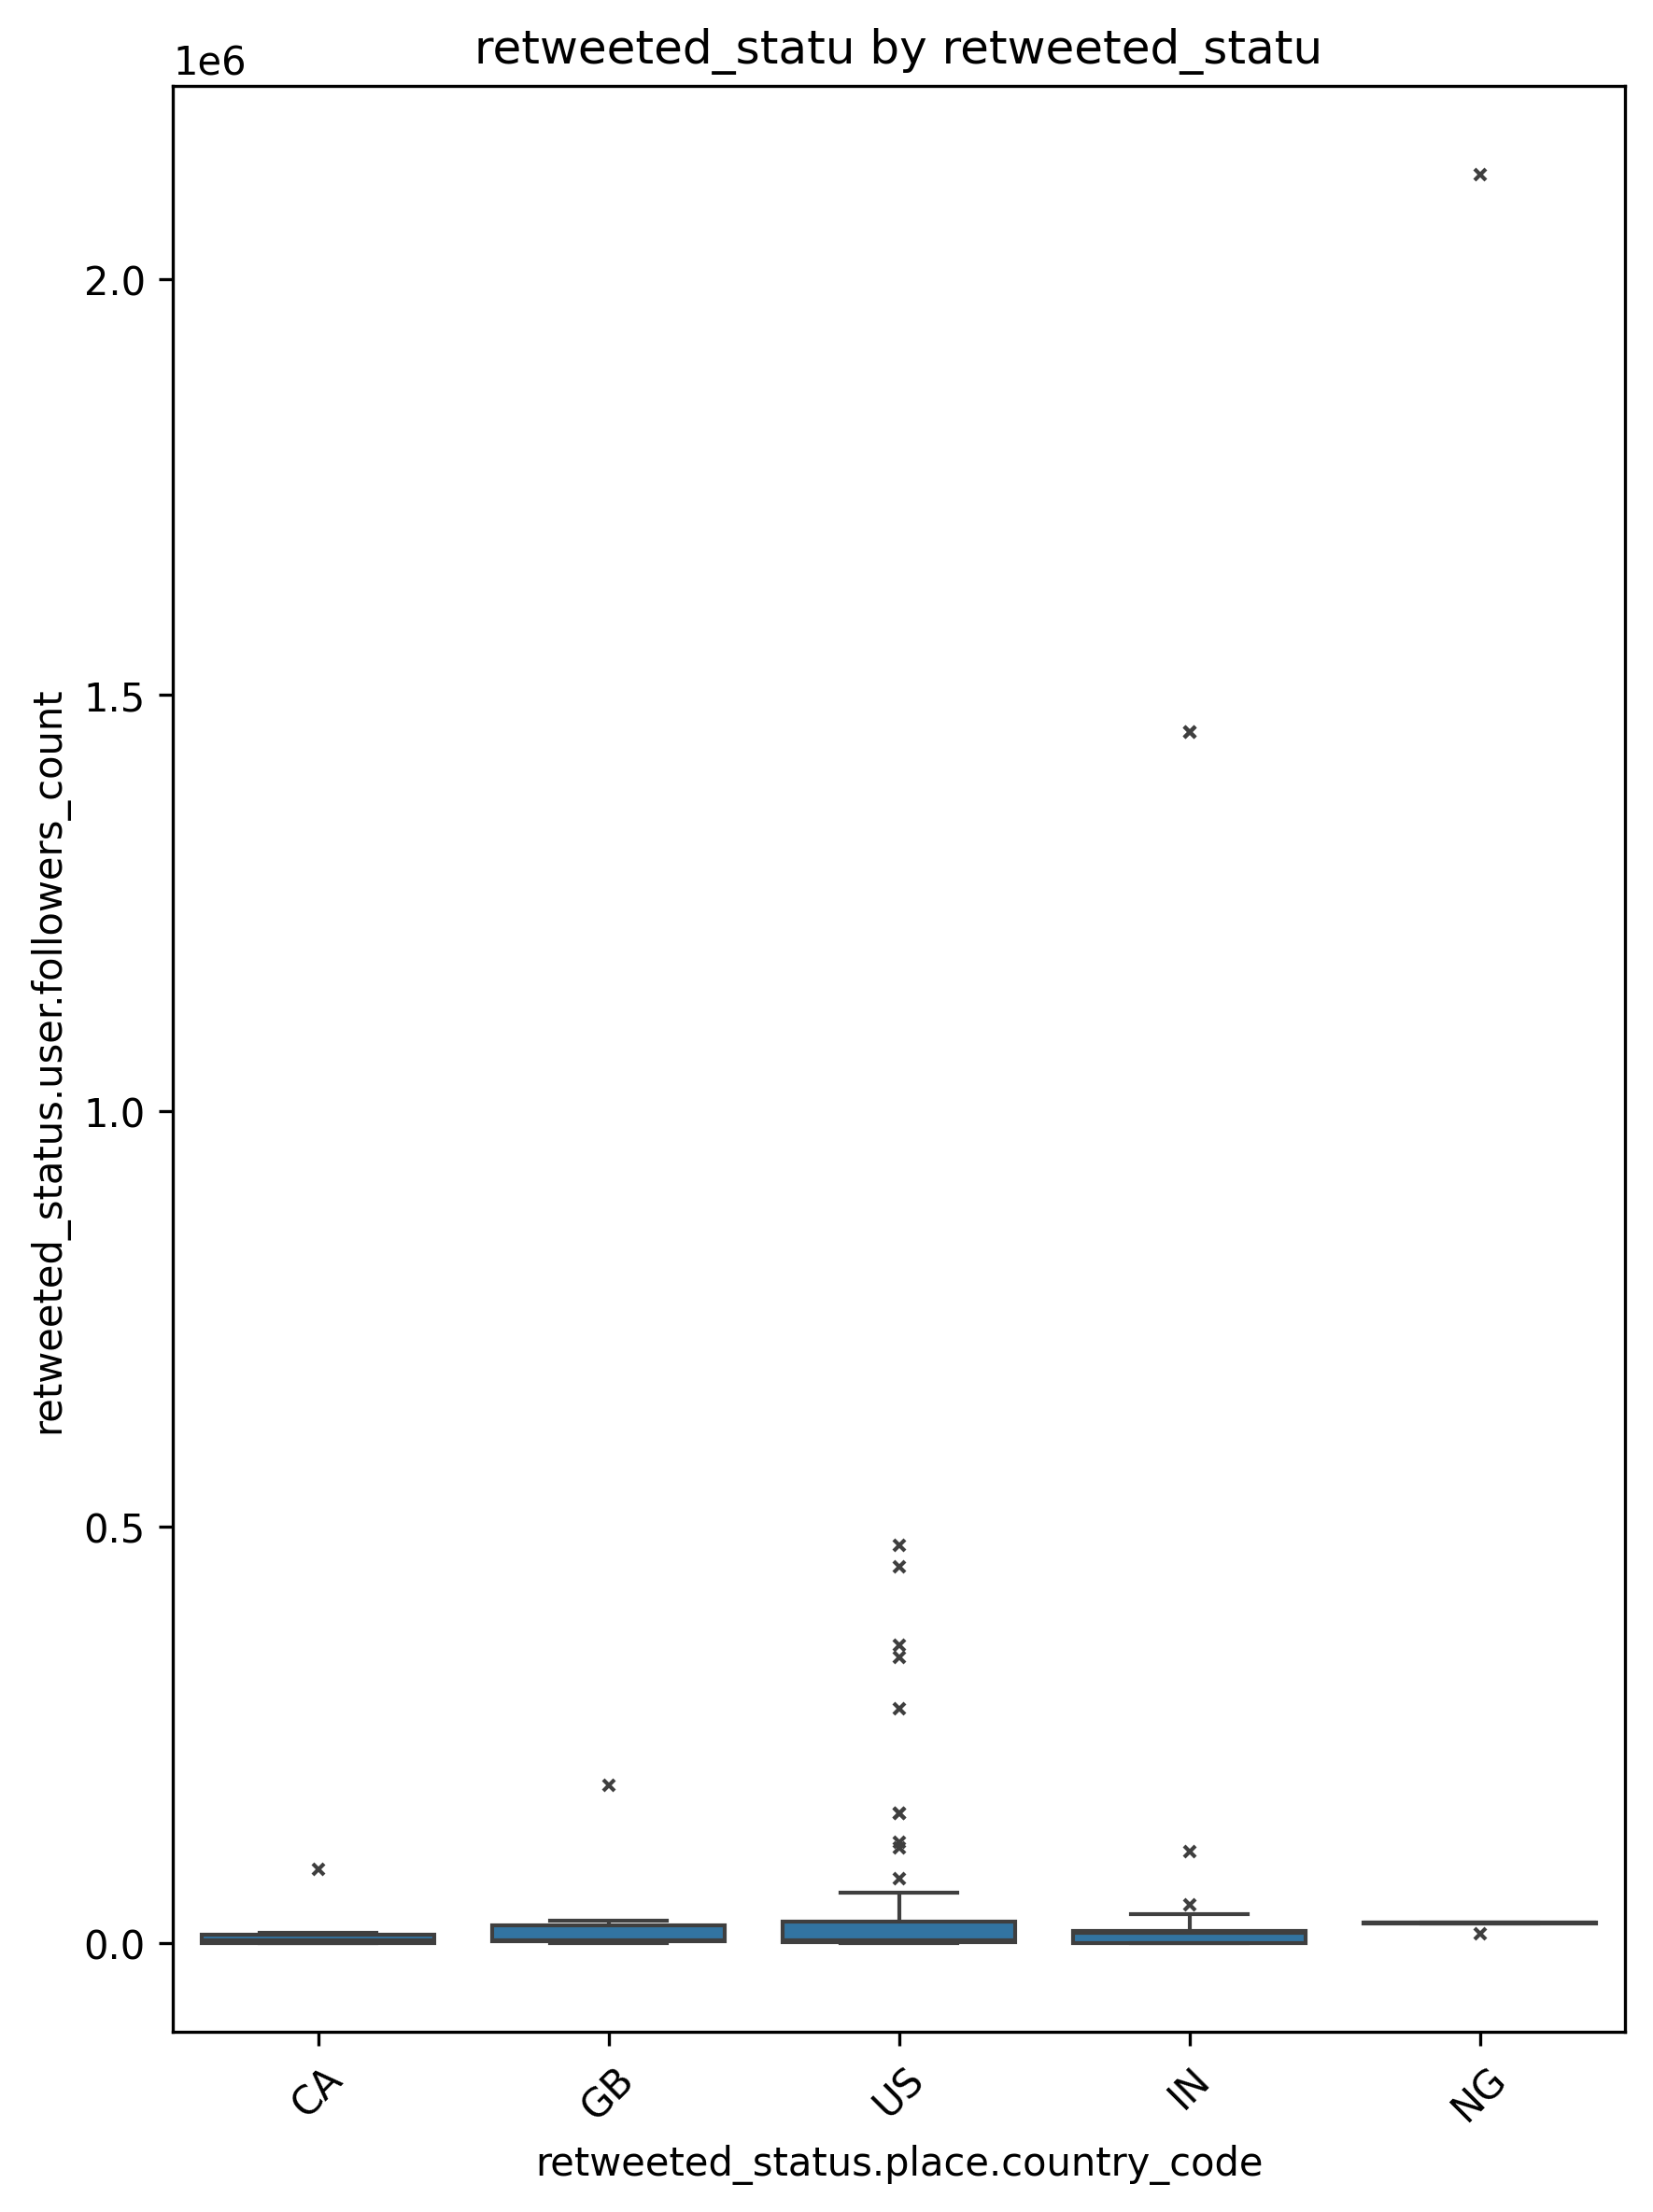 retweeted_statu by retweeted_statu
1e6
2.0
1.5
1.0
0.5
0.0
retweeted_status.user.followers_count
CA
GB
US
IN
NG
retweeted_status.place.country_code